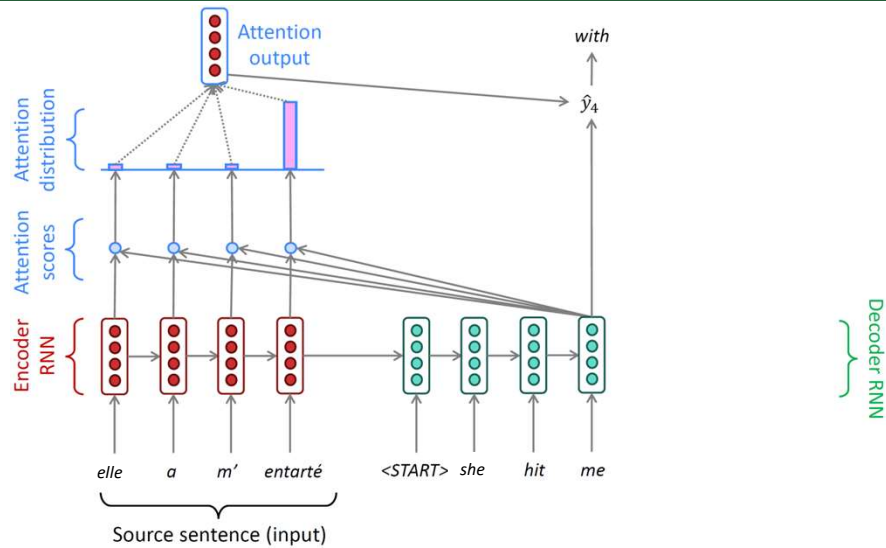 Attention
output
with
ŷ4
Attention
distribution
Attention
scores
Encoder
RNN
Decoder RNN
elle a m' entarté <START> she hit me
Source sentence (input)